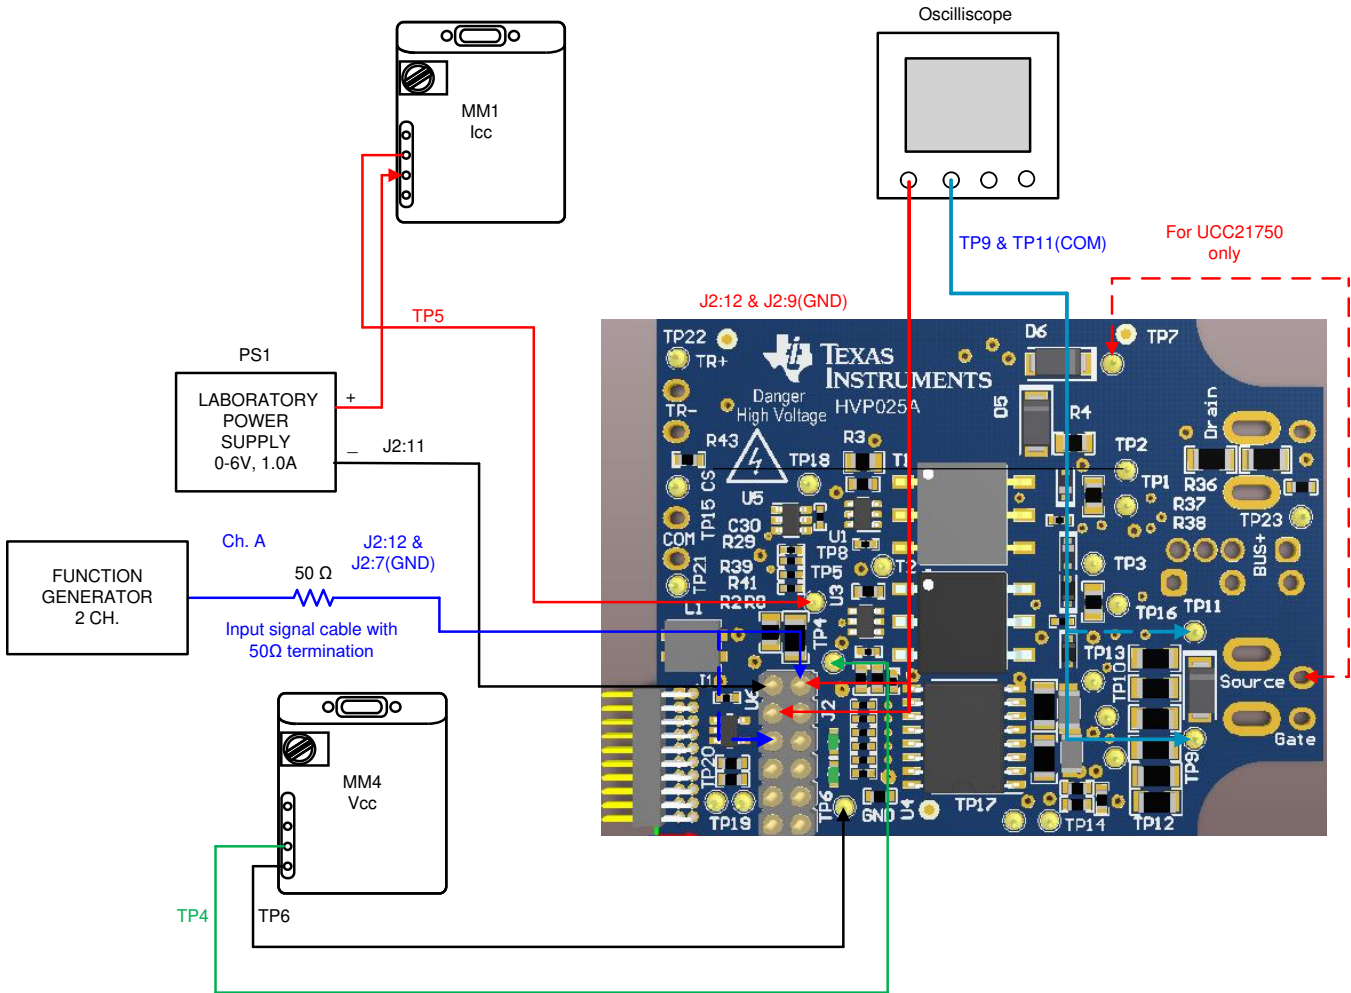 Oscilliscope
MM1
Icc
TP9 & TP11(COM)
For UCC21750
only
J2:12 & J2:9(GND)
TP5
PS1
LABORATORY
POWER
SUPPLY
0-6V, 1.0A
+
_
J2:11
Ch. A
J2:12 &
J2:7(GND)
FUNCTION
GENERATOR
2 CH.
50 Ω
Input signal cable with
50Ω termination
MM4
Vcc
TP4
TP6
TP22
TR+
TR-
TEXAS
INSTRUMENTS
Danger
High Voltage
HVP025A
D6
TP7
D5
R4
Drain
R43
R3
TP18
T1
TP2
TP1
R36
R37
R38
TP23
CS
TP15
U5
C30
R29
U1
TP8
COM
R39
R41
TP5
T2
TP3
BUS+
TP21
R2
R8
U3
TP16
TP11
L1
TP4
TP13
TP10
Source
J1
U6
J2
Gate
TP20
TP9
TP19
TP6
GND
U4
TP17
TP14
TP12